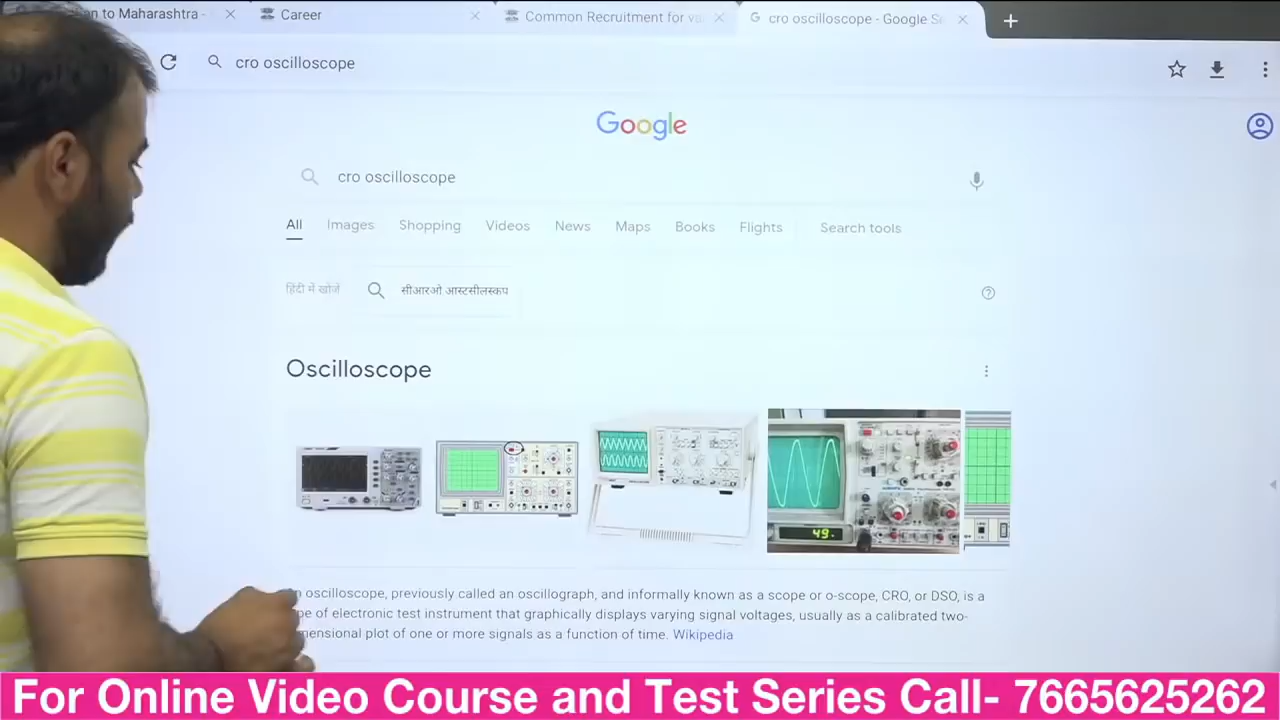 to Maharashtra -
Career
Common Recruitment for va
cro oscilloscope - Google Se
cro oscilloscope
Google
cro oscilloscope
All Images Shopping Videos News Maps Books Flights Search tools
हिंदी में खोजें सीआरओ आस्टसीलस्कप
Oscilloscope
49.
oscilloscope, previously called an oscillograph, and informally known as a scope or o-scope, CRO, or DSO, is a
of electronic test instrument that graphically displays varying signal voltages, usually as a calibrated two-
plot of one or more signals as a function of time. Wikipedia
For Online Video Course and Test Series Call- 7665625262